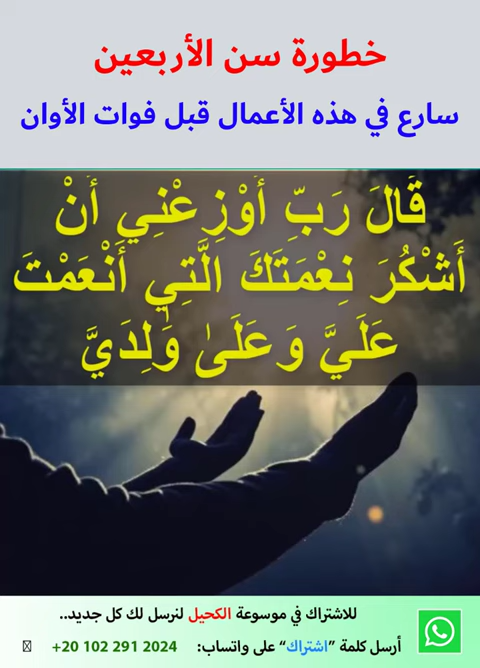 خطورة سن الأربعين
سارع في هذه الأعمال قبل فوات الأوان
قَالَ رَبِّ أَوْزِعْنِي أَنْ
أَشْكُرَ نِعْمَتَكَ الَّتِي أَنْعَمْتَ
عَلَيَّ وَعَلَىٰ وَٰلِدَيَّ
للاشتراك في موسوعة الكحيل لنرسل لك كل جديد..
أرسل كلمة ”اشتراك“ على واتساب: +20 102 291 2024